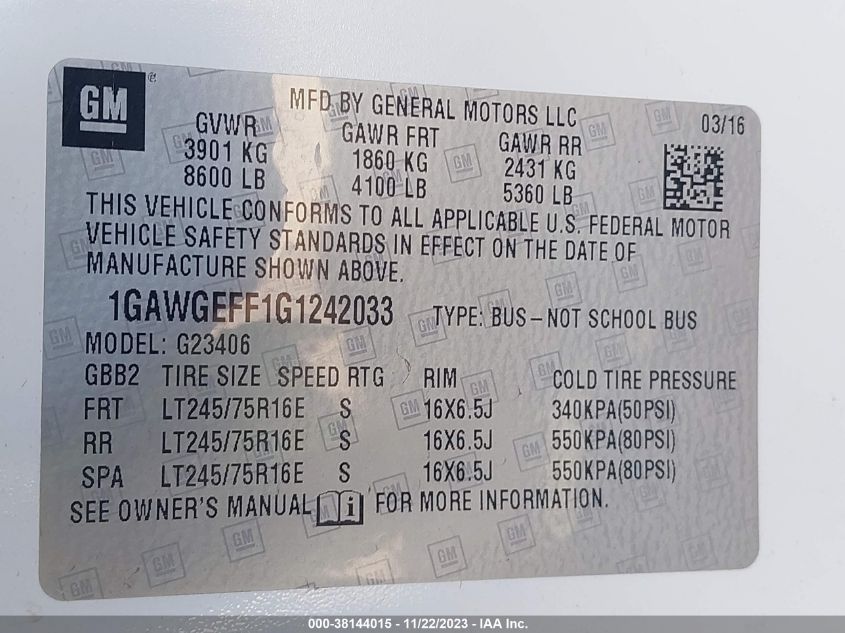 GM ®
MFD BY GENERAL MOTORS LLC
03/16
GVWR GAWR FRT GAWR RR
3901 KG 1860 KG 2431 KG
8600 LB 4100 LB 5360 LB
THIS VEHICLE CONFORMS TO ALL APPLICABLE U.S. FEDERAL MOTOR
VEHICLE SAFETY STANDARDS IN EFFECT ON THE DATE OF
MANUFACTURE SHOWN ABOVE.
1GAWGEFF1G1242033 TYPE: BUS – NOT SCHOOL BUS
MODEL: G23406
GBB2 TIRE SIZE SPEED RTG RIM COLD TIRE PRESSURE
FRT LT245/75R16E S 16X6.5J 340KPA(50PSI)
RR LT245/75R16E S 16X6.5J 550KPA(80PSI)
SPA LT245/75R16E S 16X6.5J 550KPA(80PSI)
SEE OWNER'S MANUAL i FOR MORE INFORMATION.
000-38144015 - 11/22/2023 - IAA Inc.